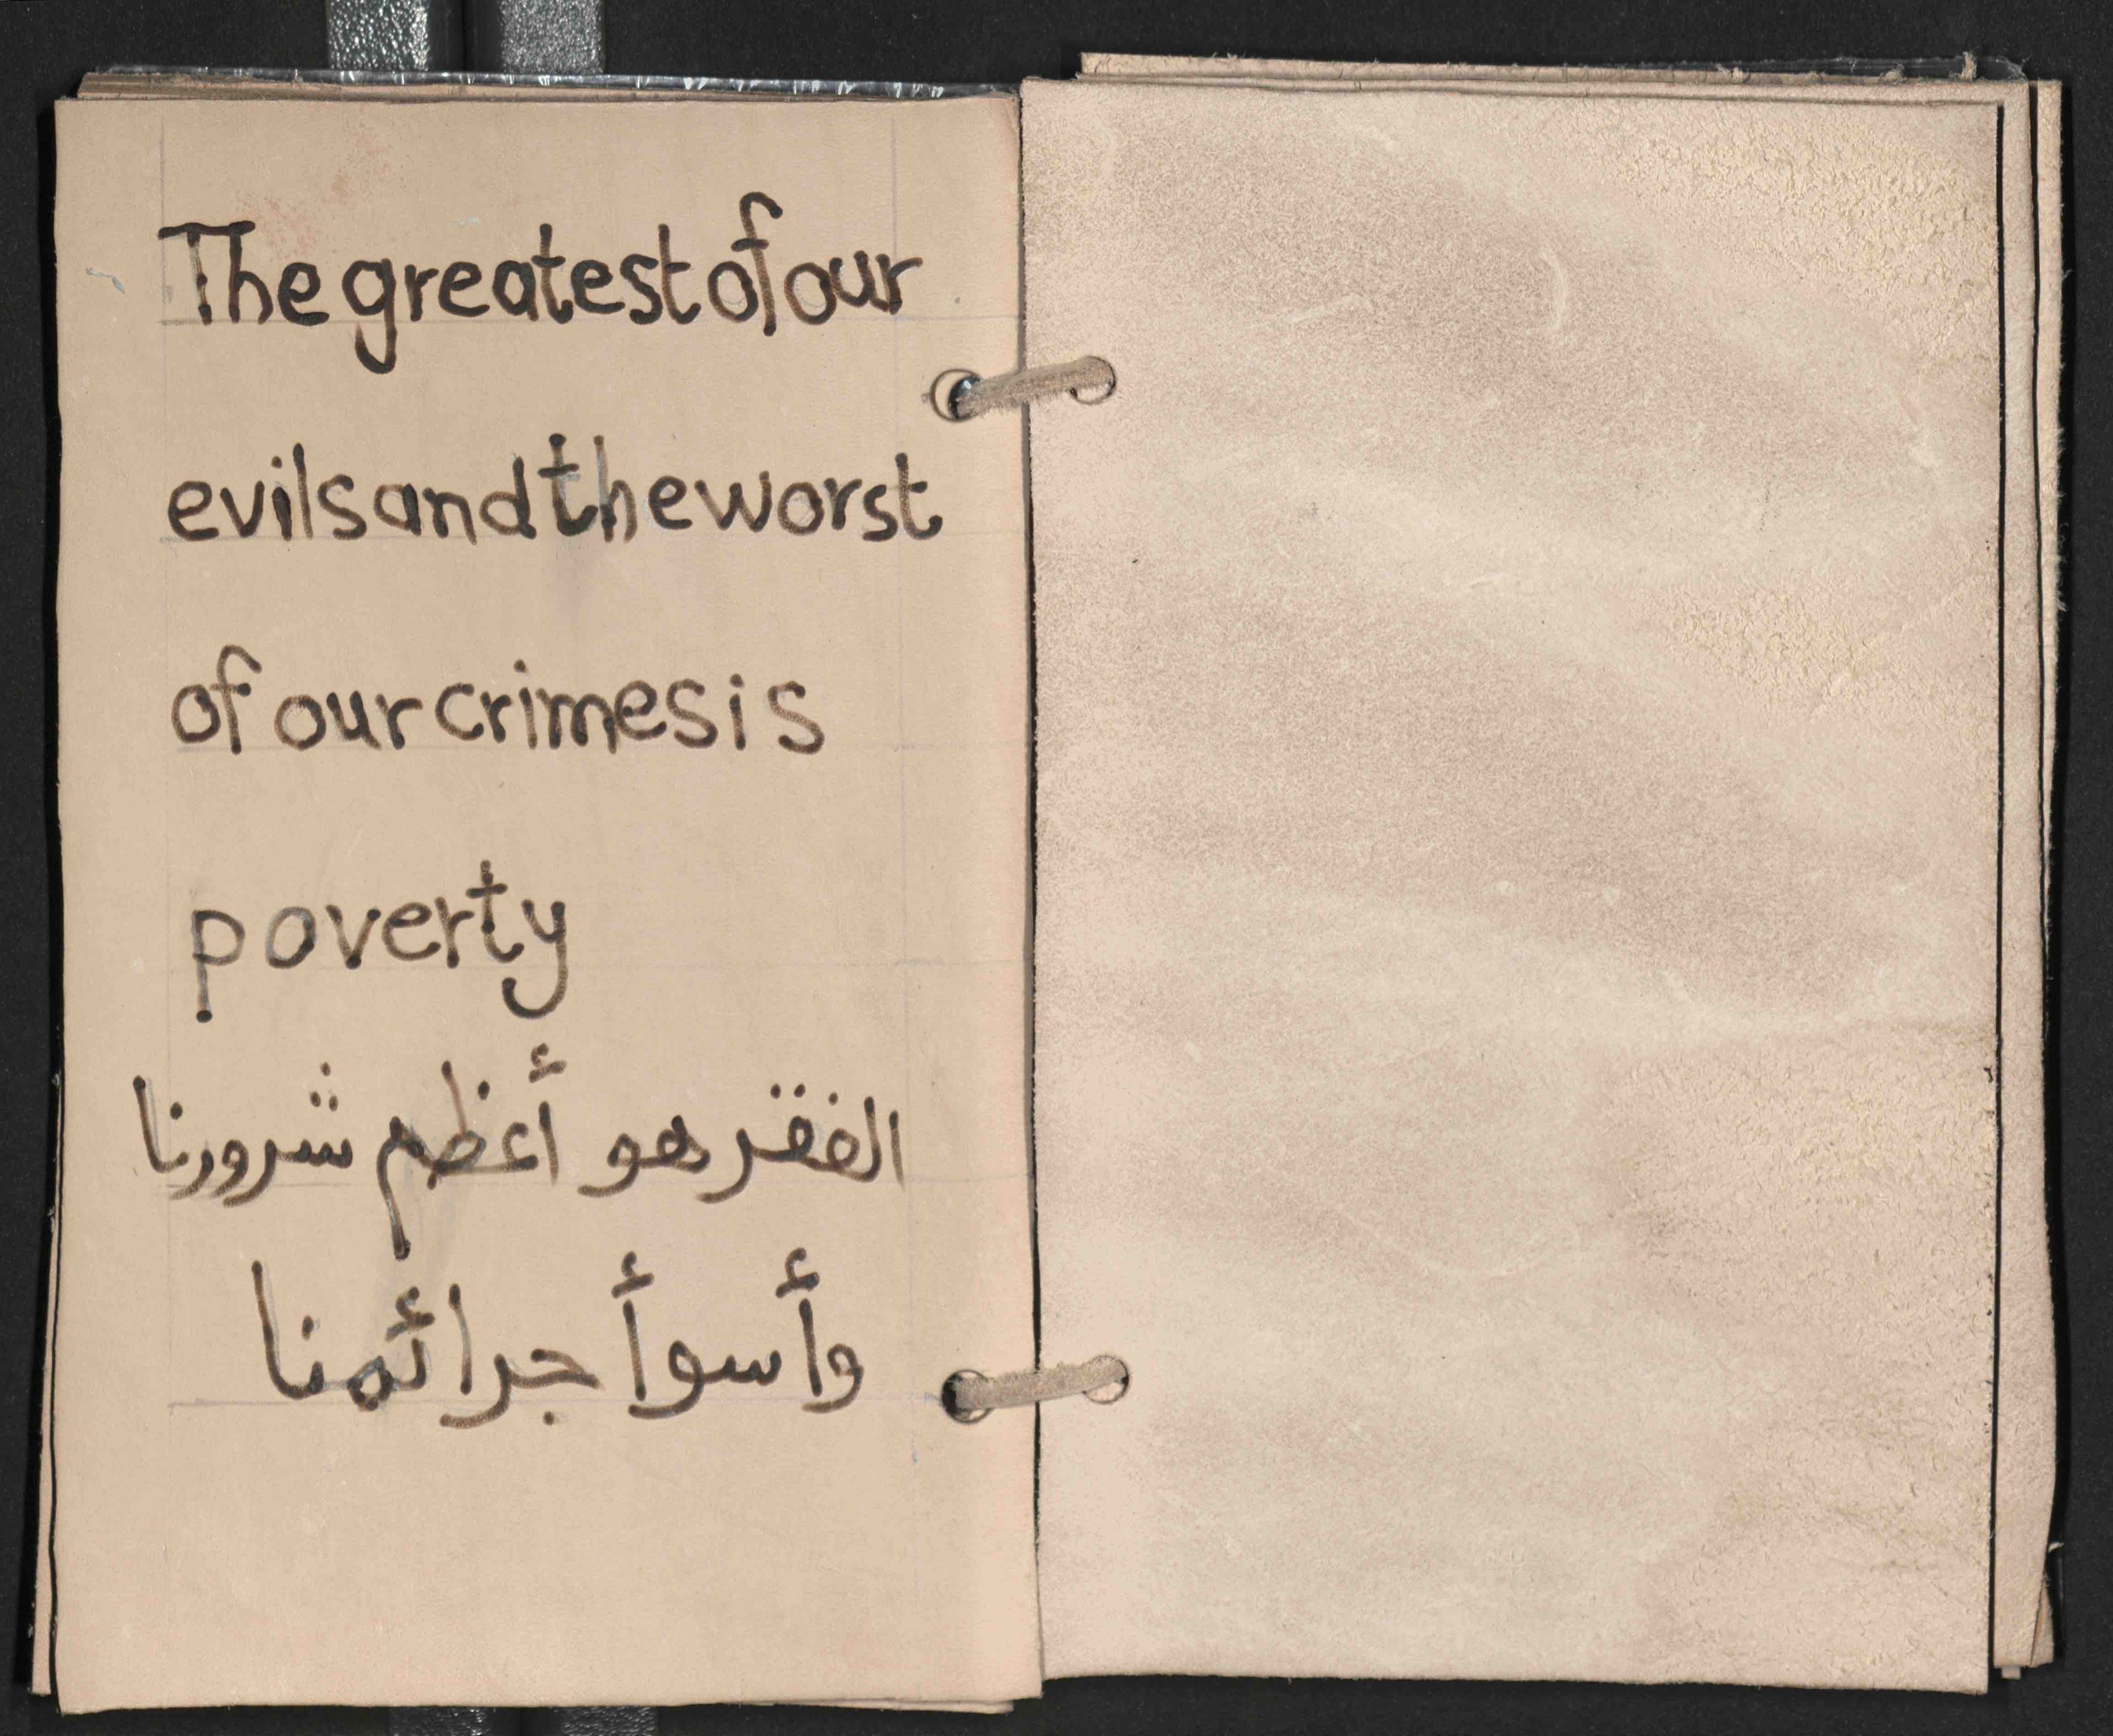 The greatest of our
evils and the worst
of our crimes is
poverty
الفقر هو أعظم شرورنا
وأسوأ جرائمنا